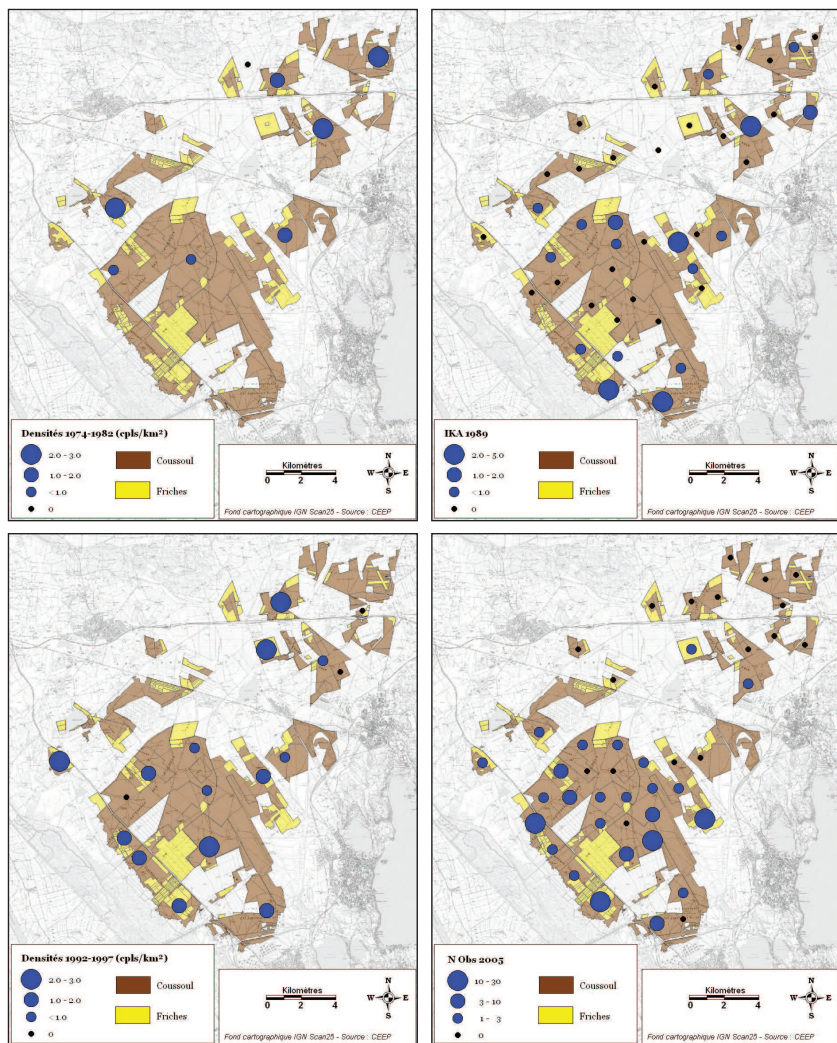 Densités 1974-1982 (cpls/km²)
2.0 - 3.0
1.0 - 2.0
<1.0
0
Coussoul
Friches
Kilomètres
0 2 4
N
W E
S
Fond cartographique IGN Scan25 - Source : CEEP
IKA 1989
2.0 - 5.0
1.0 - 2.0
<1.0
0
Coussoul
Friches
Kilomètres
0 2 4
N
W E
S
Fond cartographique IGN Scan25 - Source : CEEP
Densités 1992-1997 (cpls/km²)
2.0 - 3.0
1.0 - 2.0
<1.0
0
Coussoul
Friches
Kilomètres
0 2 4
N
W E
S
Fond cartographique IGN Scan25 - Source : CEEP
N Obs 2005
10 - 30
3 - 10
1 - 3
0
Coussoul
Friches
Kilomètres
0 2 4
N
W E
S
Fond cartographique IGN Scan25 - Source : CEEP